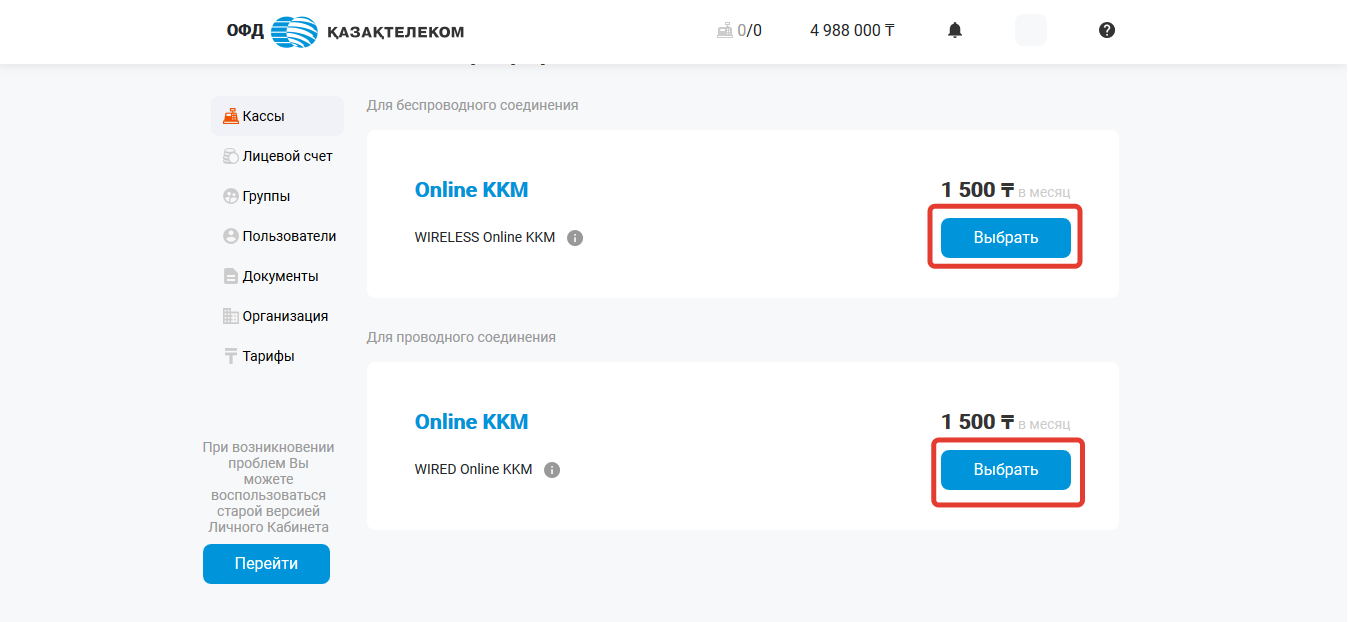 ОФД ҚАЗАҚТЕЛЕКОМ
0/0
4 988 000 ₸
Кассы
Лицевой счет
Группы
Пользователи
Документы
Организация
Тарифы
При возникновении
проблем Вы
можете
воспользоваться
старой версией
Личного Кабинета
Перейти
Для беспроводного соединения
Online KKM
1 500 ₸ в месяц
WIRELESS Online KKM
Выбрать
Для проводного соединения
Online KKM
1 500 ₸ в месяц
WIRED Online KKM
Выбрать